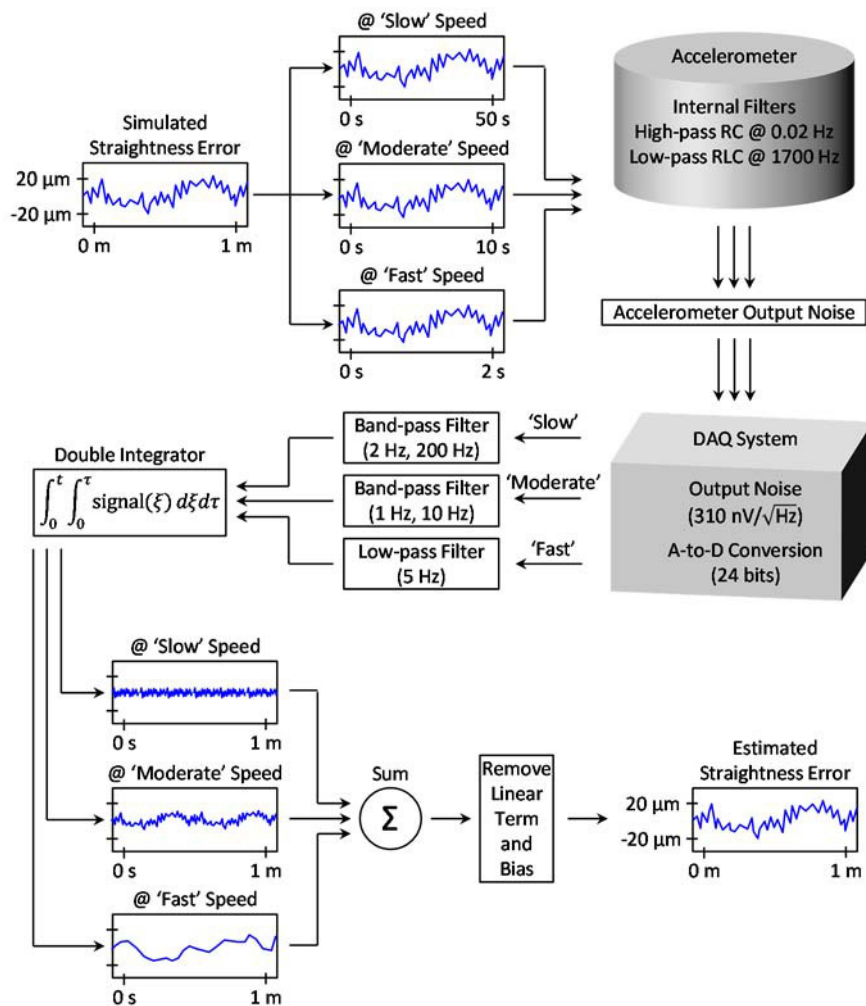 @ 'Slow' Speed
0 s 50 s
Simulated
Straightness Error
20 µm
-20 µm
0 m 1 m
@ 'Moderate' Speed
0 s 10 s
@ 'Fast' Speed
0 s 2 s
Accelerometer
Internal Filters
High-pass RC @ 0.02 Hz
Low-pass RLC @ 1700 Hz
Accelerometer Output Noise
DAQ System
Output Noise
(310 nV/√Hz)
A-to-D Conversion
(24 bits)
'Slow'
'Moderate'
'Fast'
Band-pass Filter
(2 Hz, 200 Hz)
Band-pass Filter
(1 Hz, 10 Hz)
Low-pass Filter
(5 Hz)
Double Integrator
∫₀ᵗ ∫₀^τ signal(ξ) dξdτ
@ 'Slow' Speed
0 s 1 m
@ 'Moderate' Speed
0 s 1 m
@ 'Fast' Speed
0 s 1 m
Sum
Σ
Remove
Linear
Term
and
Bias
Estimated
Straightness Error
20 µm
-20 µm
0 m 1 m